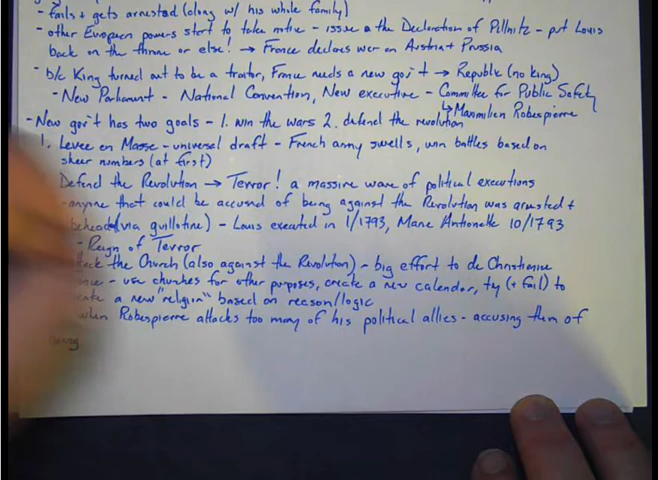 - fails + gets arrested (along w/ his while family)
- other European powers start to take notice - issue a the Declaration of Pillnitz - put Louis
back on the throne or else! → France declares war on Austria + Prussia
- b/c King turned out to be a traitor, France needs a new gov't → Republic (no king)
- New Parliament - National Convention, New executive - Committee for Public Safety
↳ Maximilien Robespierre
- New gov't has two goals - 1. win the wars 2. defend the revolution
1. Levee en Masse - universal draft - French army swells, win battles based on
sheer numbers (at first)
Defend the Revolution → Terror! a massive wave of political executions
- anyone that could be accused of being against the Revolution was arrested +
(via guillotine) - Louis executed in 1/1793, Marie Antionette 10/1793
- Reign of Terror
the Church (also against the Revolution) - big effort to de Christianize
- use churches for other purposes, create a new calendar, try (+ fail) to
a new "religion" based on reason/logic
when Robespierre attacks too many of his political allies - accusing them of